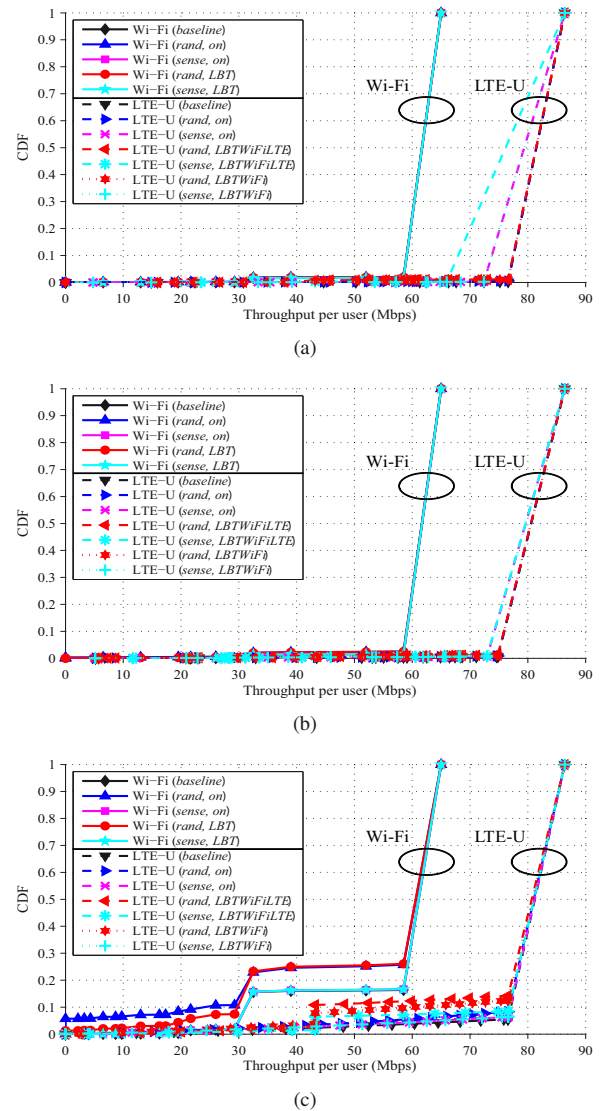 1
0.9
0.8
0.7
0.6
0.5
0.4
0.3
0.2
0.1
0
CDF
Wi-Fi (baseline)
Wi-Fi (rand, on)
Wi-Fi (sense, on)
Wi-Fi (rand, LBT)
Wi-Fi (sense, LBT)
LTE-U (baseline)
LTE-U (rand, on)
LTE-U (sense, on)
LTE-U (rand, LBTWiFiLTE)
LTE-U (sense, LBTWiFiLTE)
LTE-U (rand, LBTWiFi)
LTE-U (sense, LBTWiFi)
Wi-Fi LTE-U
0 10 20 30 40 50 60 70 80 90
Throughput per user (Mbps)
(a)
1
0.9
0.8
0.7
0.6
0.5
0.4
0.3
0.2
0.1
0
CDF
Wi-Fi (baseline)
Wi-Fi (rand, on)
Wi-Fi (sense, on)
Wi-Fi (rand, LBT)
Wi-Fi (sense, LBT)
LTE-U (baseline)
LTE-U (rand, on)
LTE-U (sense, on)
LTE-U (rand, LBTWiFiLTE)
LTE-U (sense, LBTWiFiLTE)
LTE-U (rand, LBTWiFi)
LTE-U (sense, LBTWiFi)
Wi-Fi LTE-U
0 10 20 30 40 50 60 70 80 90
Throughput per user (Mbps)
(b)
1
0.9
0.8
0.7
0.6
0.5
0.4
0.3
0.2
0.1
0
CDF
Wi-Fi (baseline)
Wi-Fi (rand, on)
Wi-Fi (sense, on)
Wi-Fi (rand, LBT)
Wi-Fi (sense, LBT)
LTE-U (baseline)
LTE-U (rand, on)
LTE-U (sense, on)
LTE-U (rand, LBTWiFiLTE)
LTE-U (sense, LBTWiFiLTE)
LTE-U (rand, LBTWiFi)
LTE-U (sense, LBTWiFi)
Wi-Fi LTE-U
0 10 20 30 40 50 60 70 80 90
Throughput per user (Mbps)
(c)